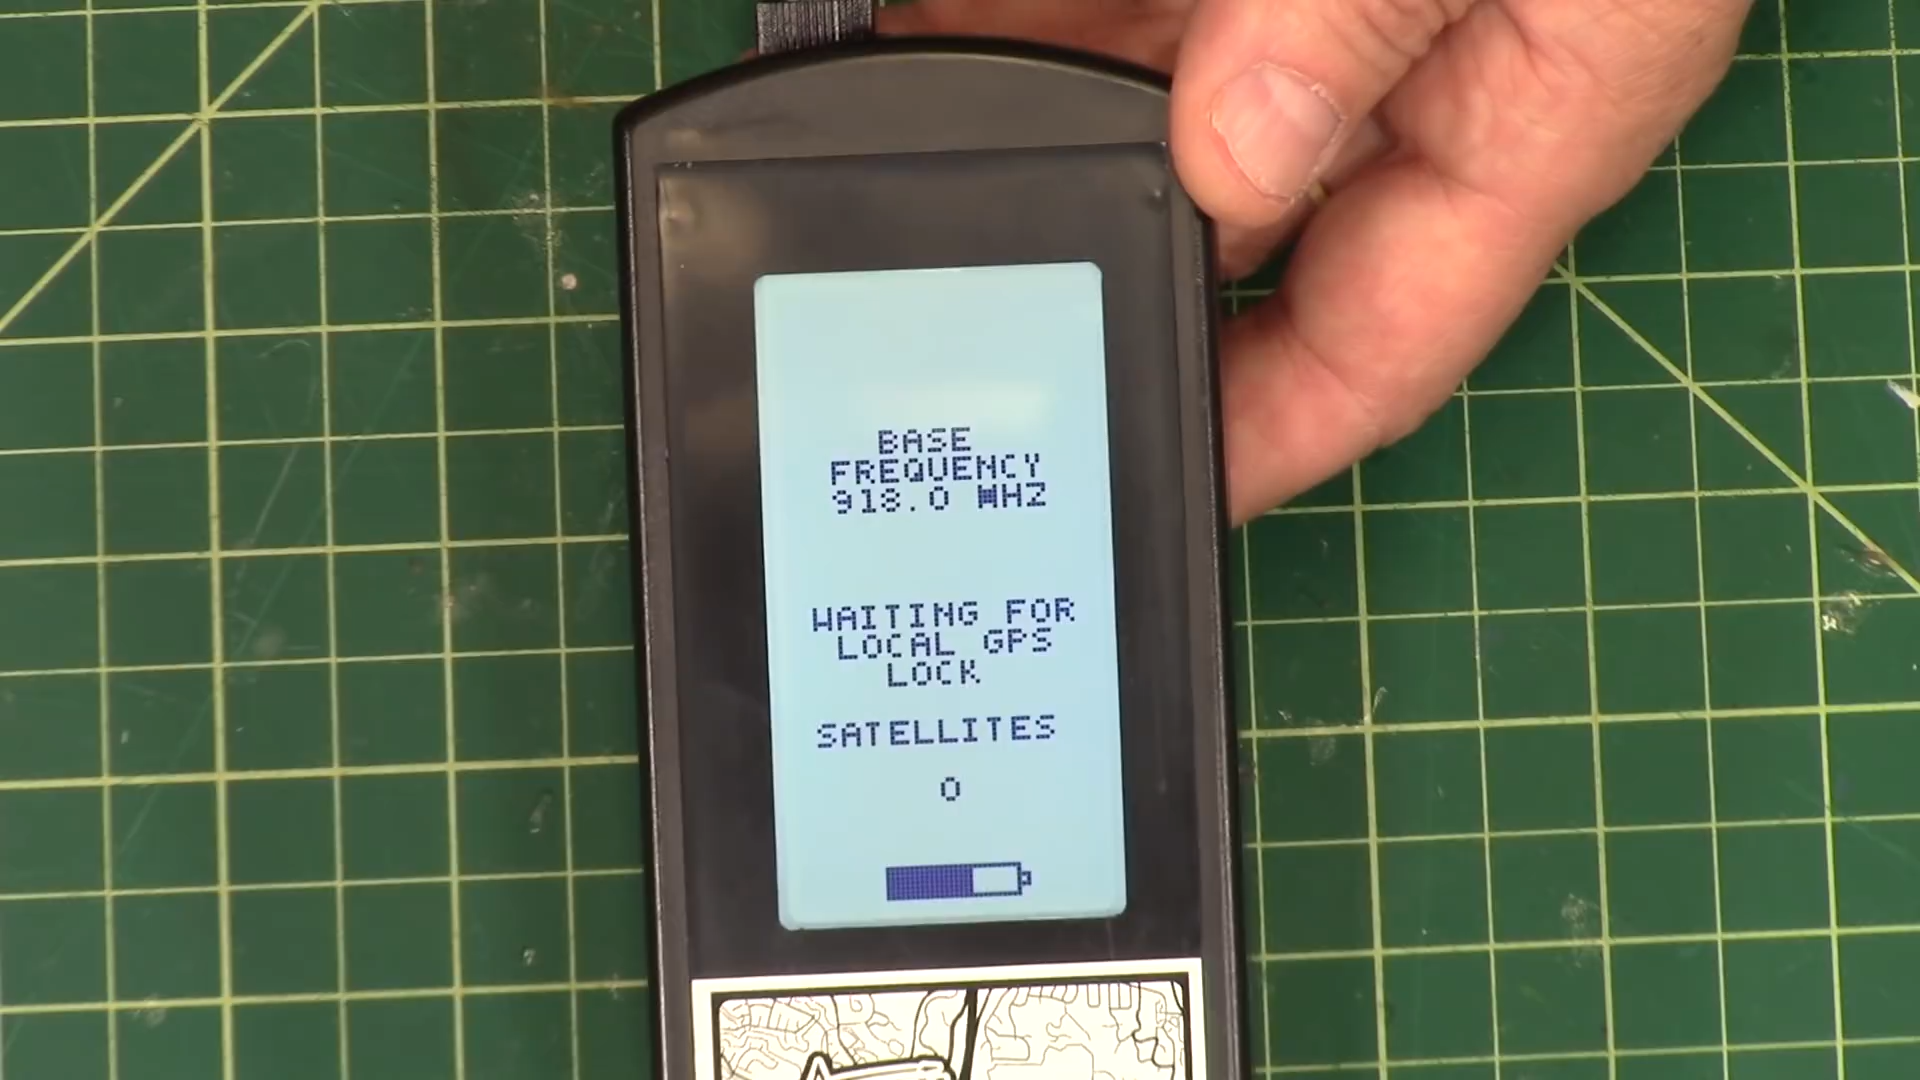 BASE
FREQUENCY
918.0 MHZ
WAITING FOR
LOCAL GPS
LOCK
SATELLITES
0